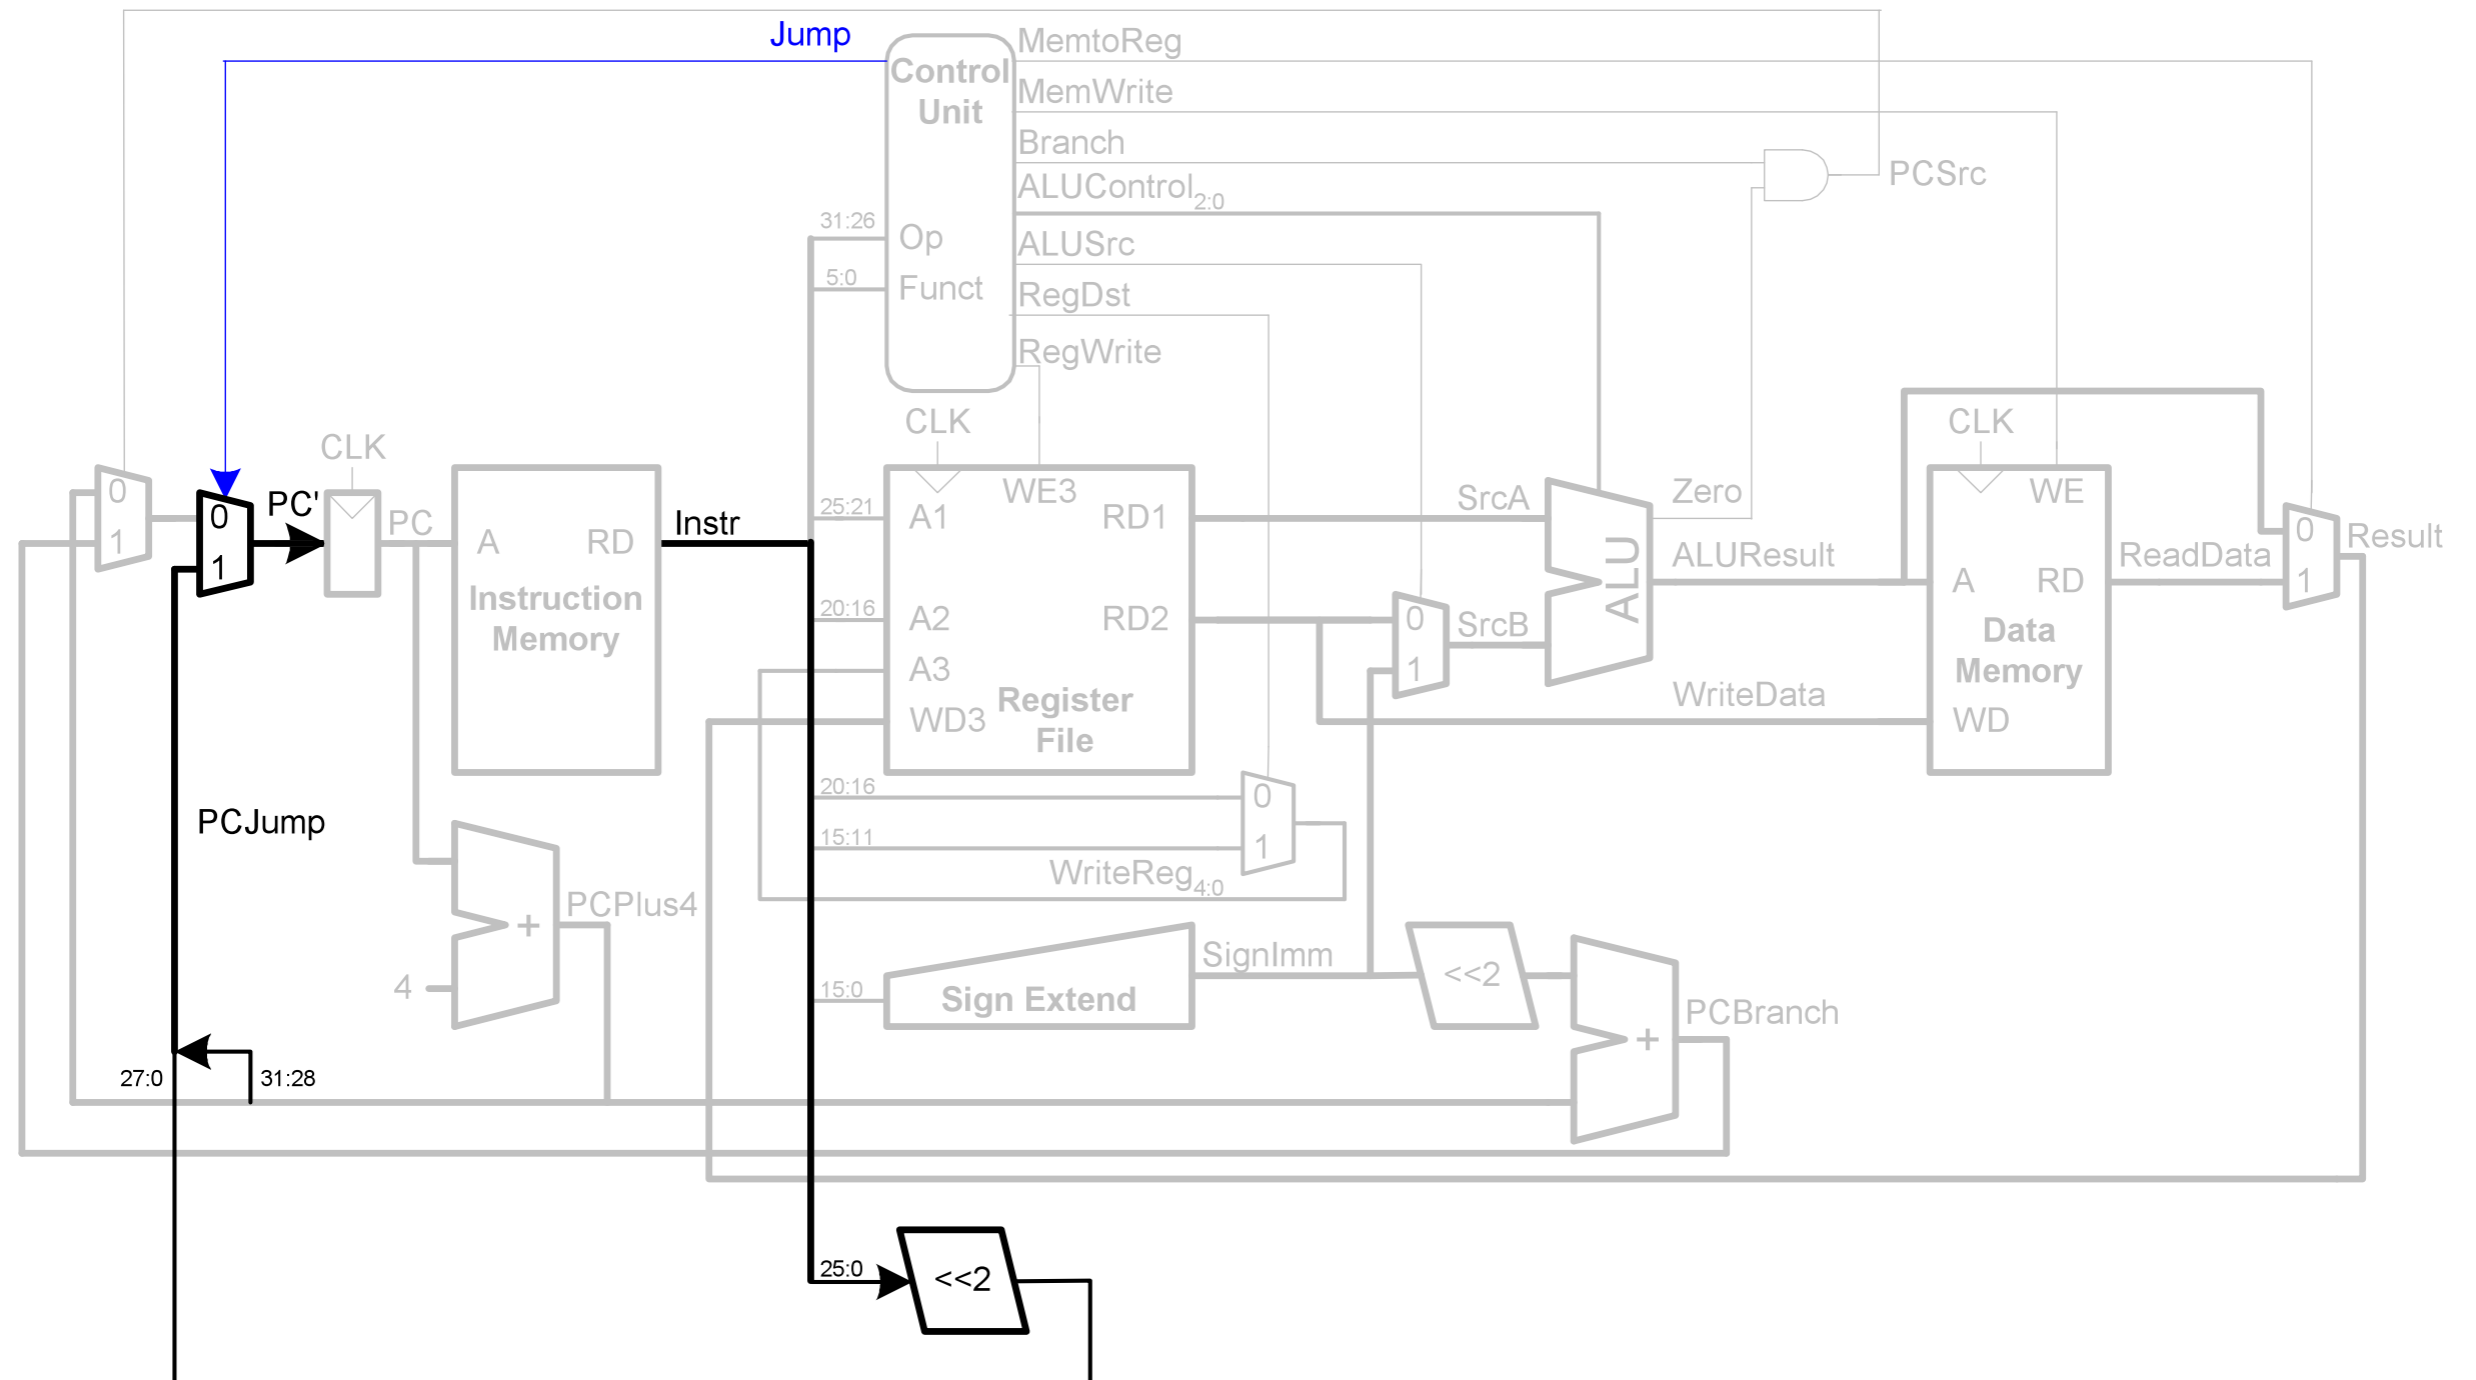 Jump
MemtoReg
Control
Unit
MemWrite
Branch
ALUControl2:0
PCSrc
31:26
Op
ALUSrc
5:0
Funct
RegDst
RegWrite
CLK
CLK
CLK
0
1
0
1
PC'
PC
A
RD
Instruction
Memory
Instr
25:21
A1
WE3
RD1
20:16
A2
RD2
A3
WD3
Register
File
SrcA
0
1
SrcB
ALU
Zero
ALUResult
WriteData
WE
A
RD
Data
Memory
WD
ReadData
0
1
Result
20:16
0
15:11
1
WriteReg4:0
PCJump
PCPlus4
+
4
SignImm
15:0
Sign Extend
<<2
+
PCBranch
27:0
31:28
25:0
<<2